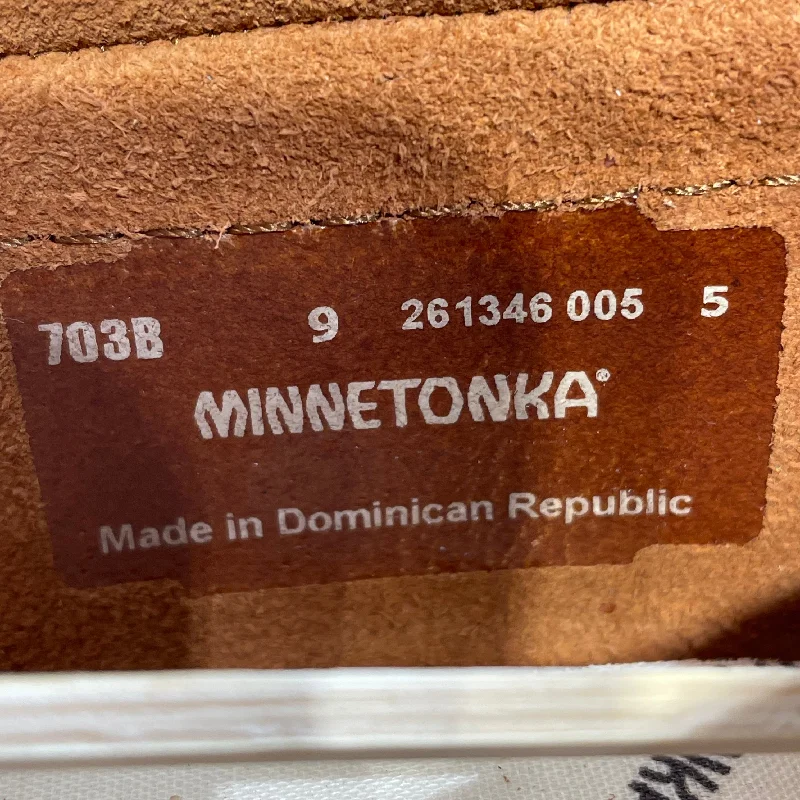 703B 9 261346 005 5
MINNETONKA®
Made in Dominican Republic